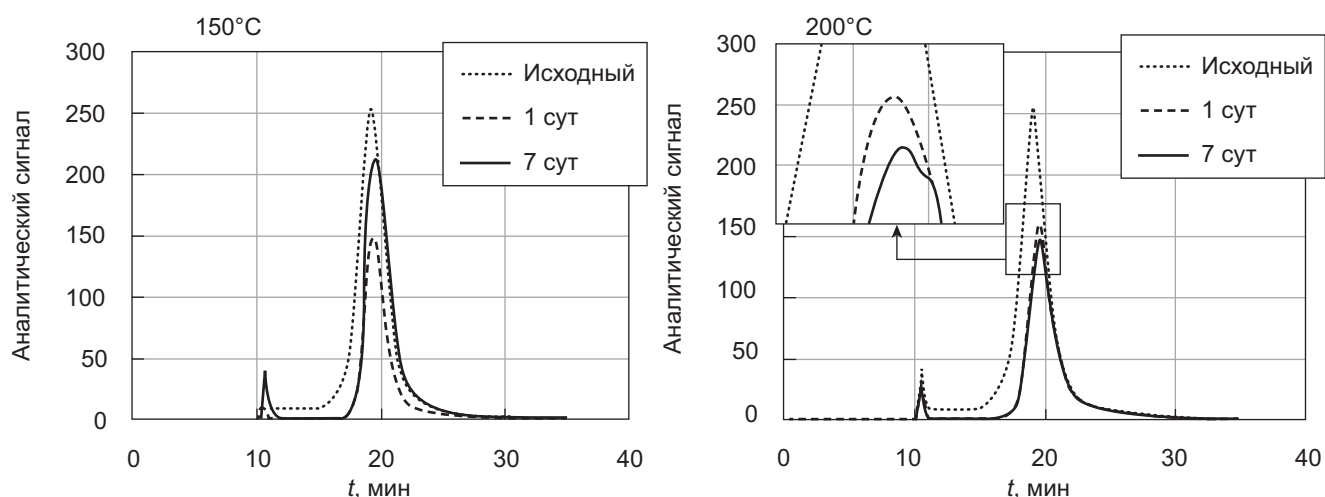 150°C
300
250
200
150
100
50
0
Аналитический сигнал
Исходный
1 сут
7 сут
0 10 20 30 40
t, мин
200°C
300
250
200
150
100
50
0
Аналитический сигнал
Исходный
1 сут
7 сут
0 10 20 30 40
t, мин